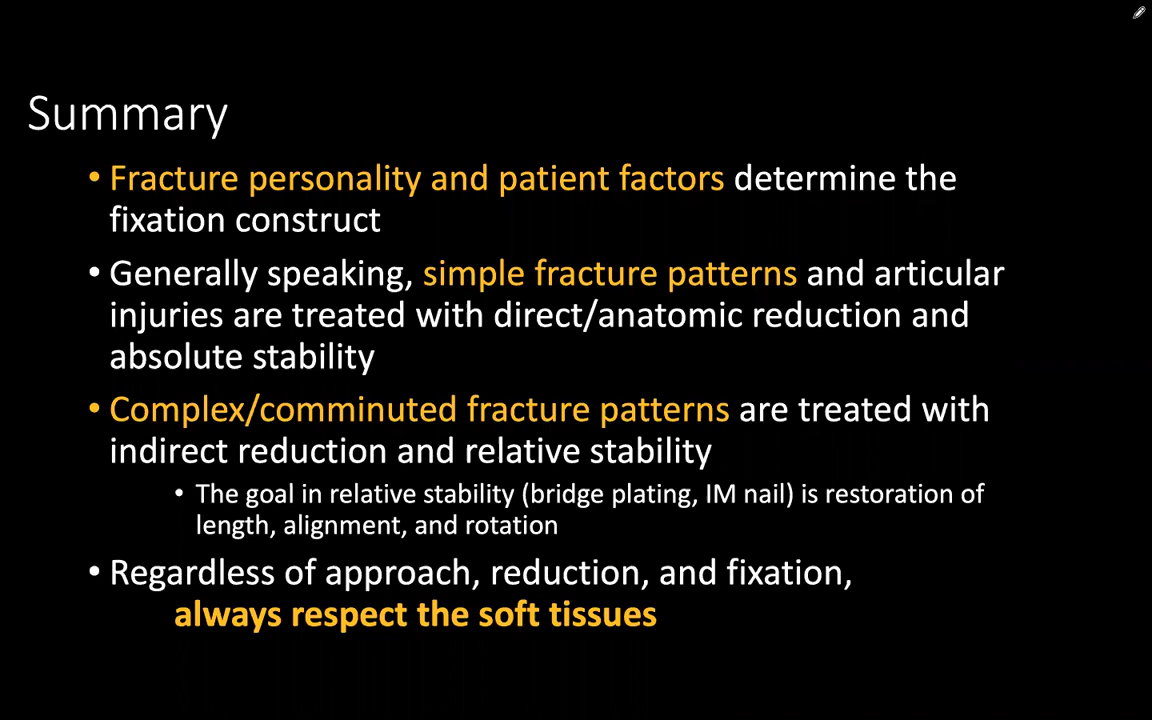 Summary
• Fracture personality and patient factors determine the
fixation construct
• Generally speaking, simple fracture patterns and articular
injuries are treated with direct/anatomic reduction and
absolute stability
• Complex/comminuted fracture patterns are treated with
indirect reduction and relative stability
• The goal in relative stability (bridge plating, IM nail) is restoration of
length, alignment, and rotation
• Regardless of approach, reduction, and fixation,
always respect the soft tissues